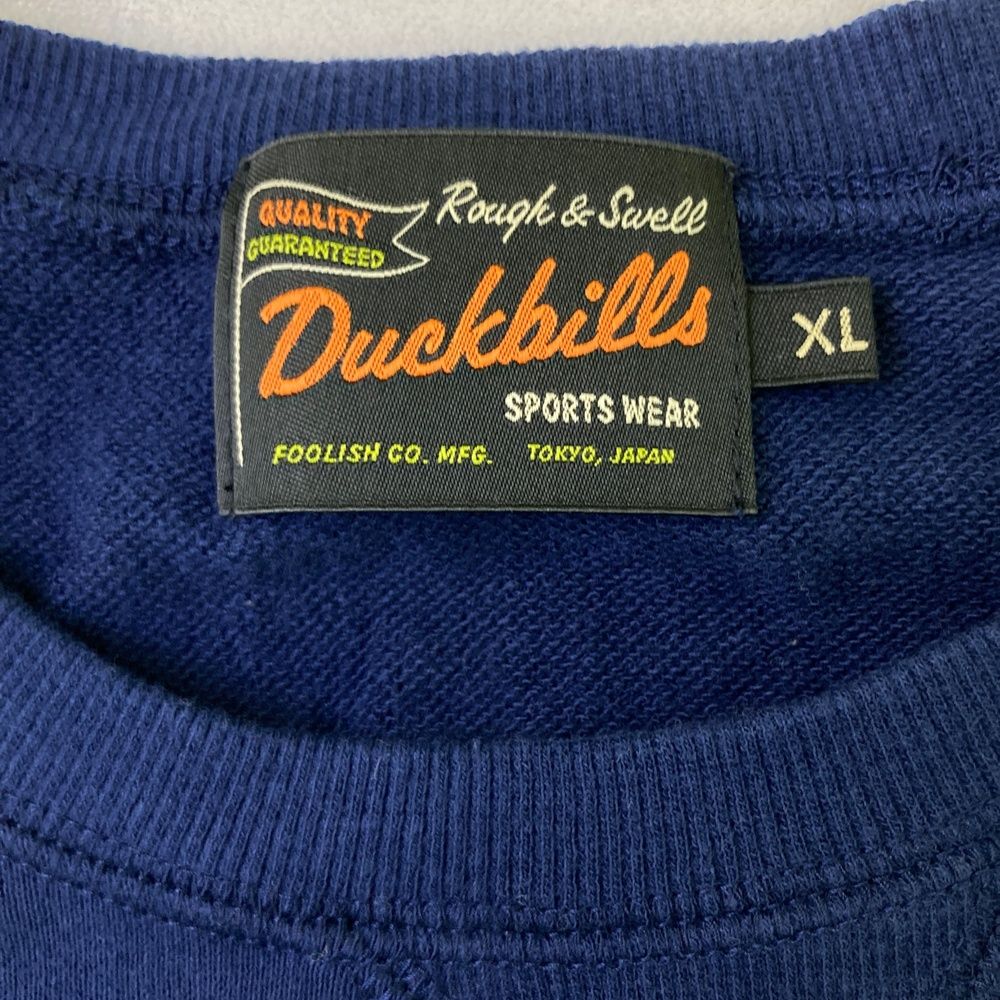 QUALITY
GUARANTEED
Rough & Swell
Duckbills
SPORTS WEAR
FOOLISH CO. MFG. TOKYO, JAPAN
XL